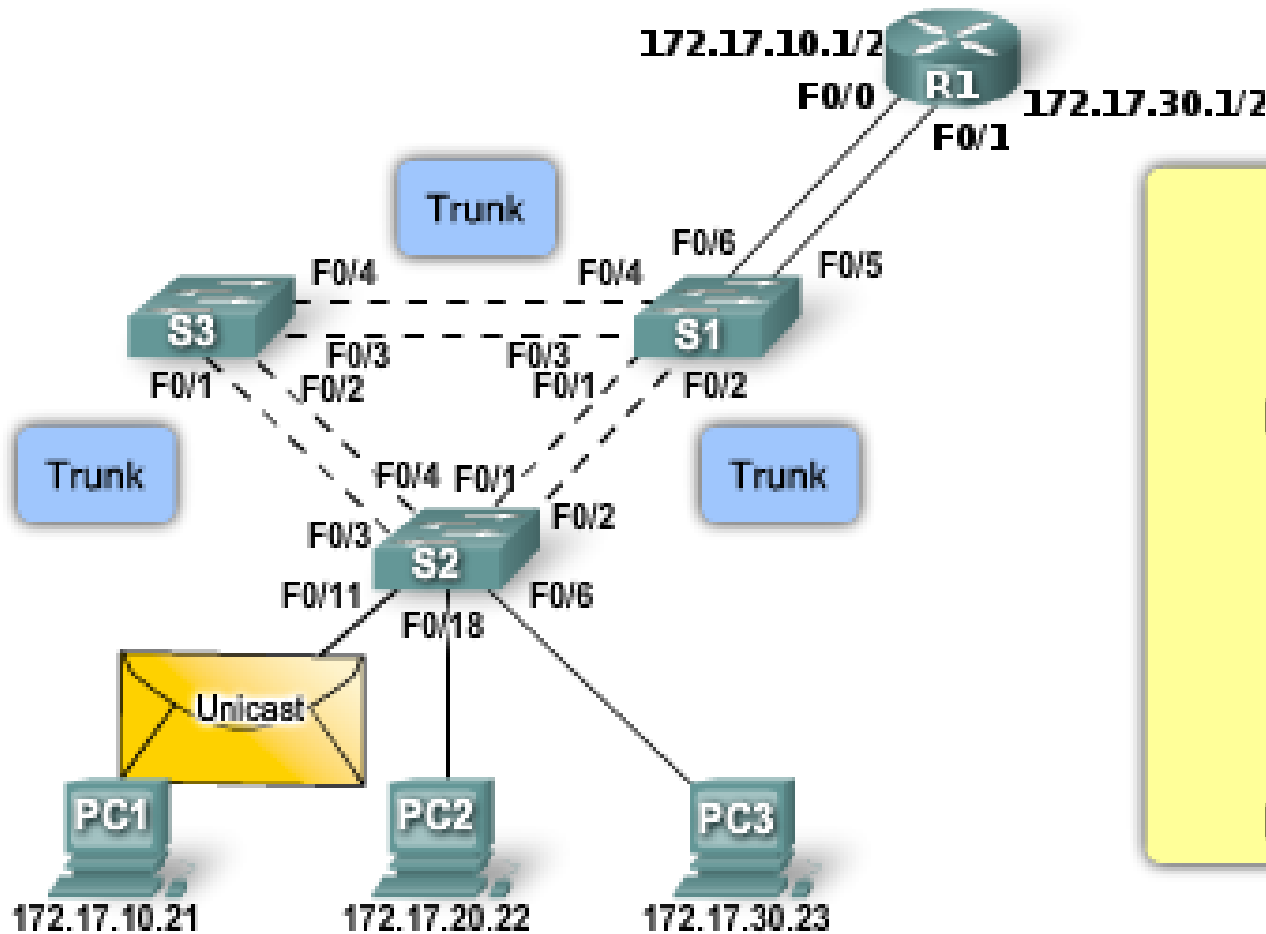 172.17.10.1/2
R1
F0/0
172.17.30.1/2
F0/1
Trunk
F0/6
F0/5
F0/4
F0/4
S3
S1
F0/3
F0/3
F0/1
F0/2
F0/1
F0/2
Trunk
Trunk
F0/4
F0/1
F0/2
F0/3
S2
F0/11
F0/6
F0/18
Unicast
PC1
PC2
PC3
172.17.10.21
172.17.20.22
172.17.30.23